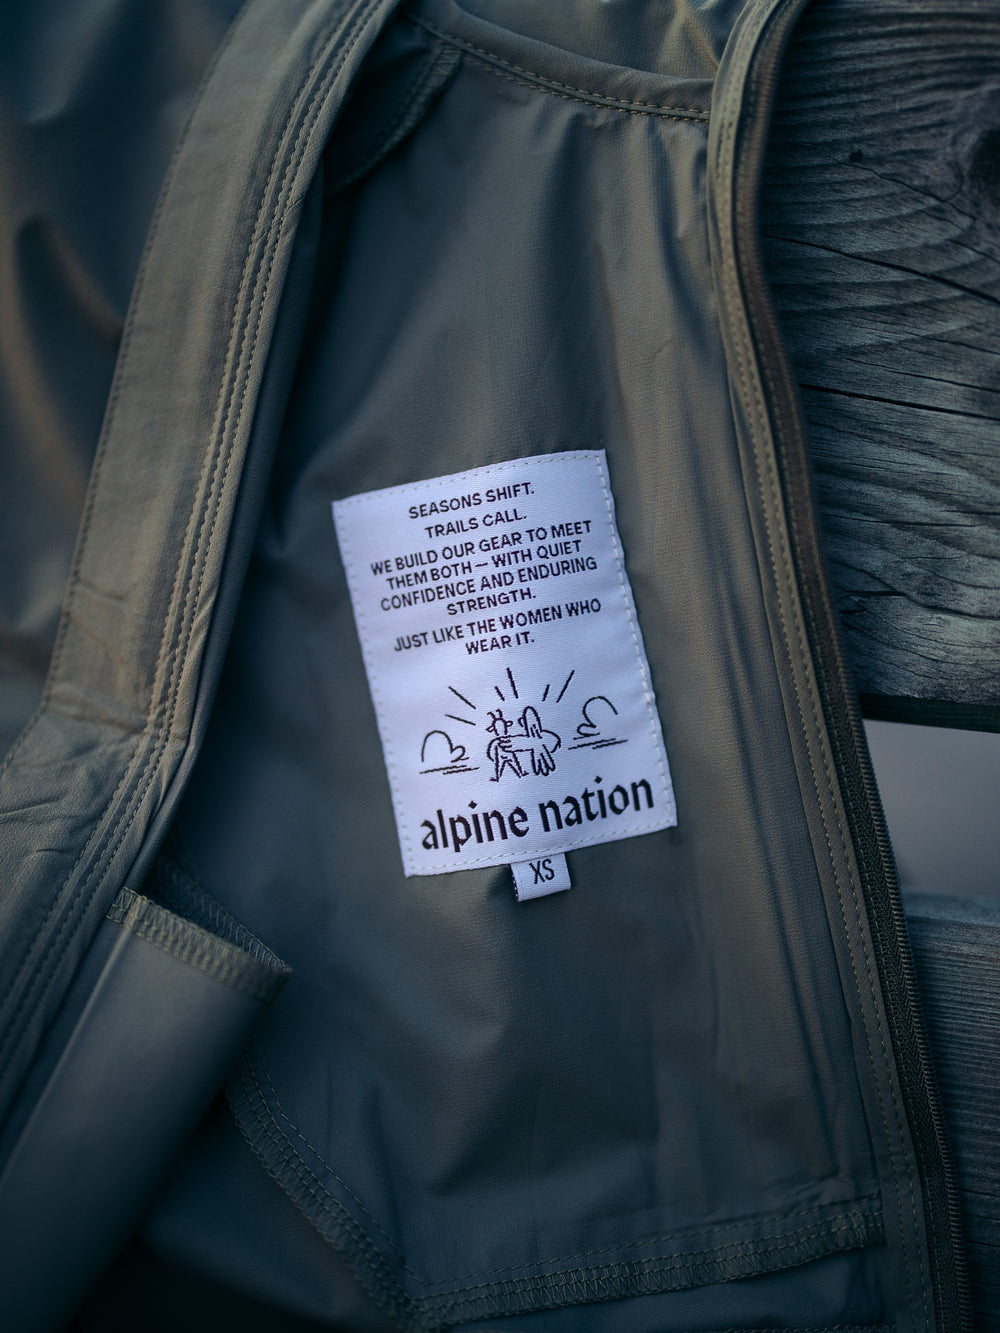 SEASONS SHIFT.
TRAILS CALL.
WE BUILD OUR GEAR TO MEET
THEM BOTH — WITH QUIET
CONFIDENCE AND ENDURING
STRENGTH.
JUST LIKE THE WOMEN WHO
WEAR IT.
alpine nation
XS